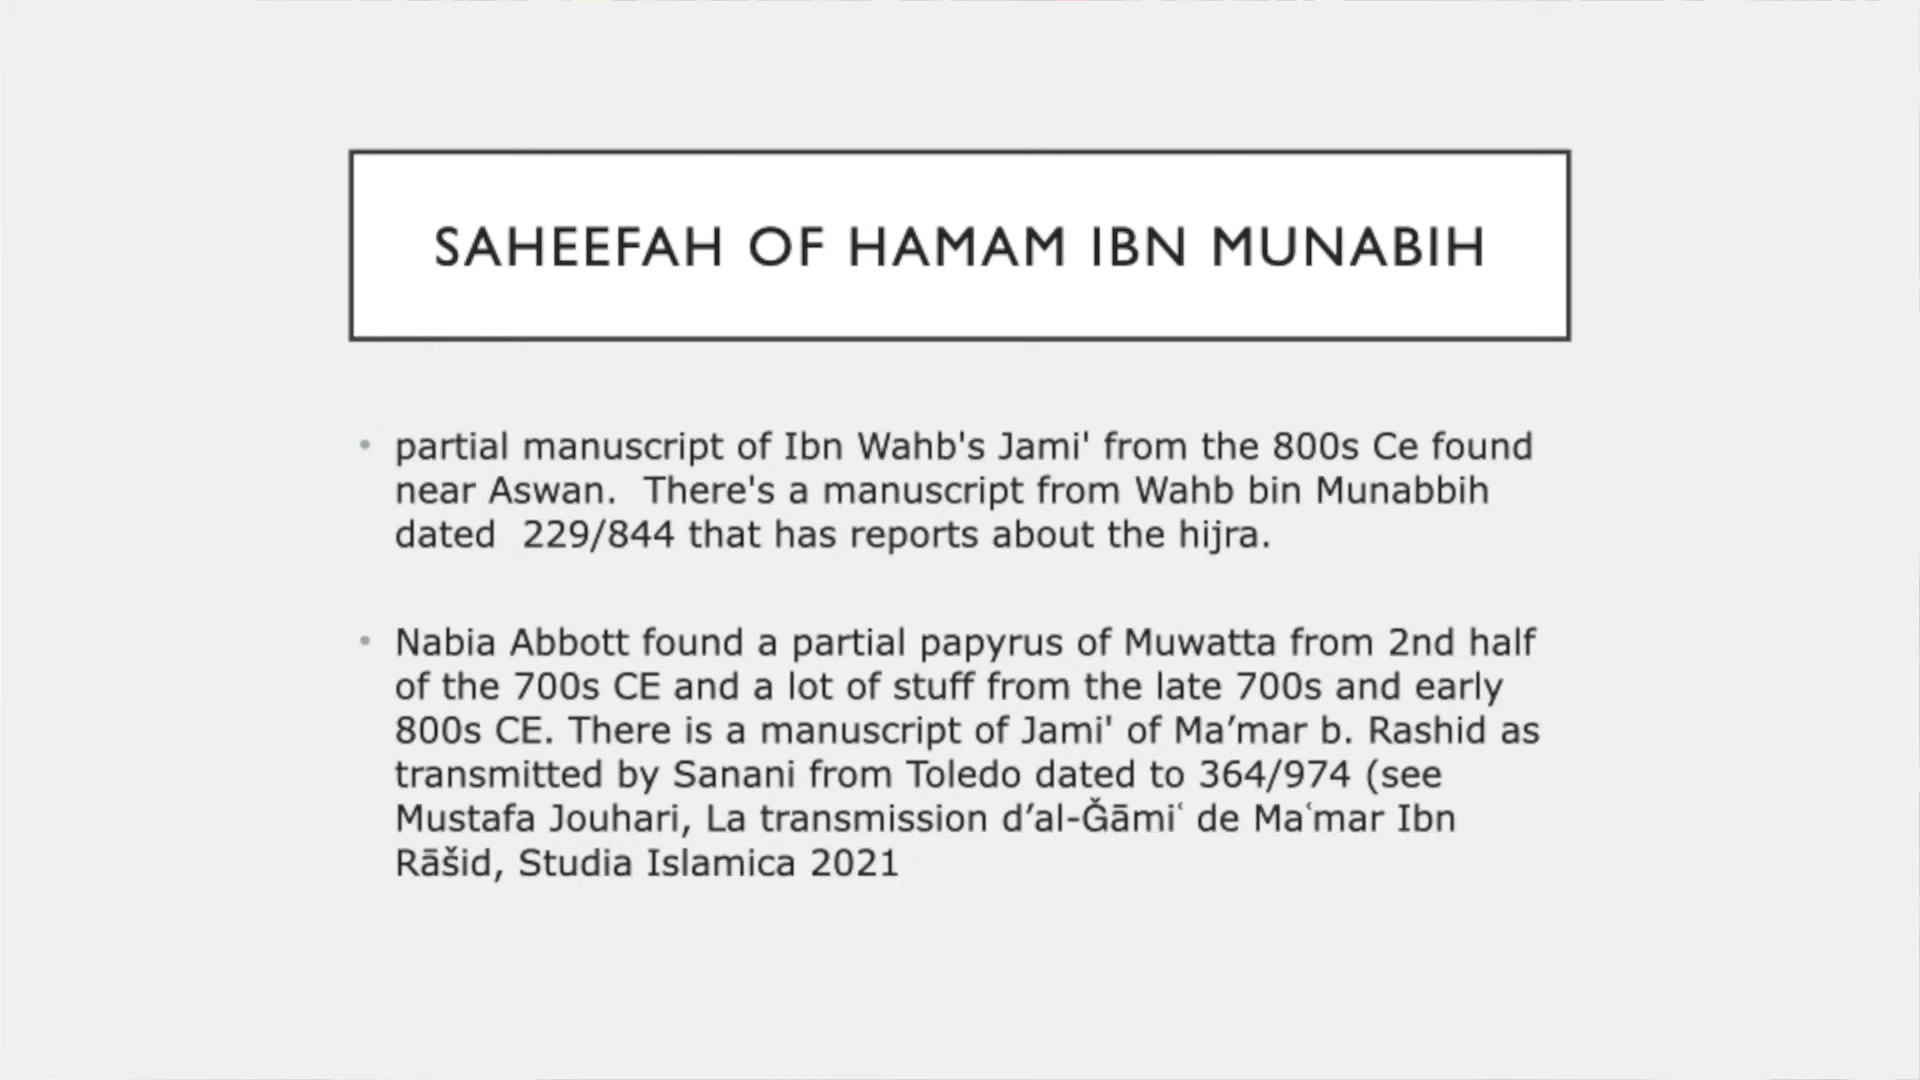 SAHEEFAH OF HAMAM IBN MUNABIH
• partial manuscript of Ibn Wahb's Jami' from the 800s Ce found
near Aswan.  There's a manuscript from Wahb bin Munabbih
dated  229/844 that has reports about the hijra.
• Nabia Abbott found a partial papyrus of Muwatta from 2nd half
of the 700s CE and a lot of stuff from the late 700s and early
800s CE. There is a manuscript of Jami' of Ma’mar b. Rashid as
transmitted by Sanani from Toledo dated to 364/974 (see
Mustafa Jouhari, La transmission d’al-Ǧāmiʿ de Maʿmar Ibn
Rāšid, Studia Islamica 2021